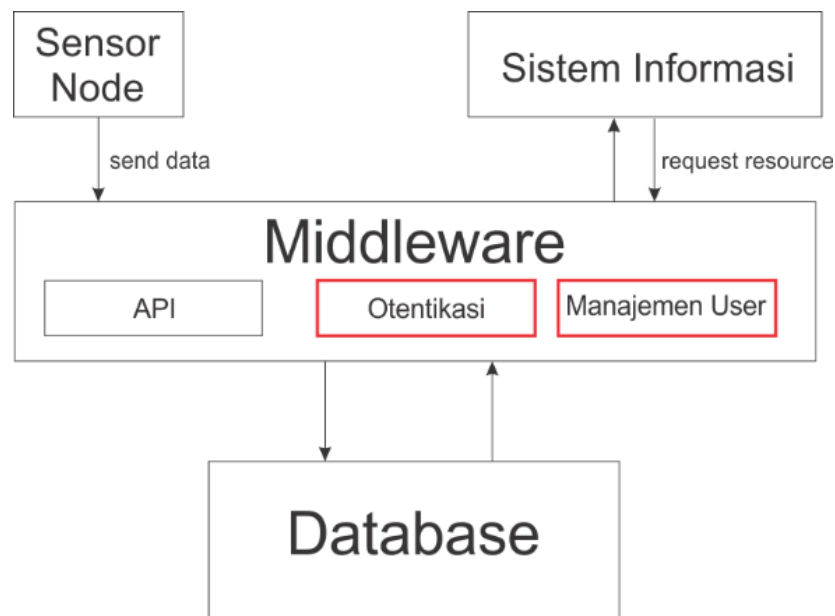 Sensor
Node
Sistem Informasi
send data
request resource
Middleware
API
Otentikasi
Manajemen User
Database